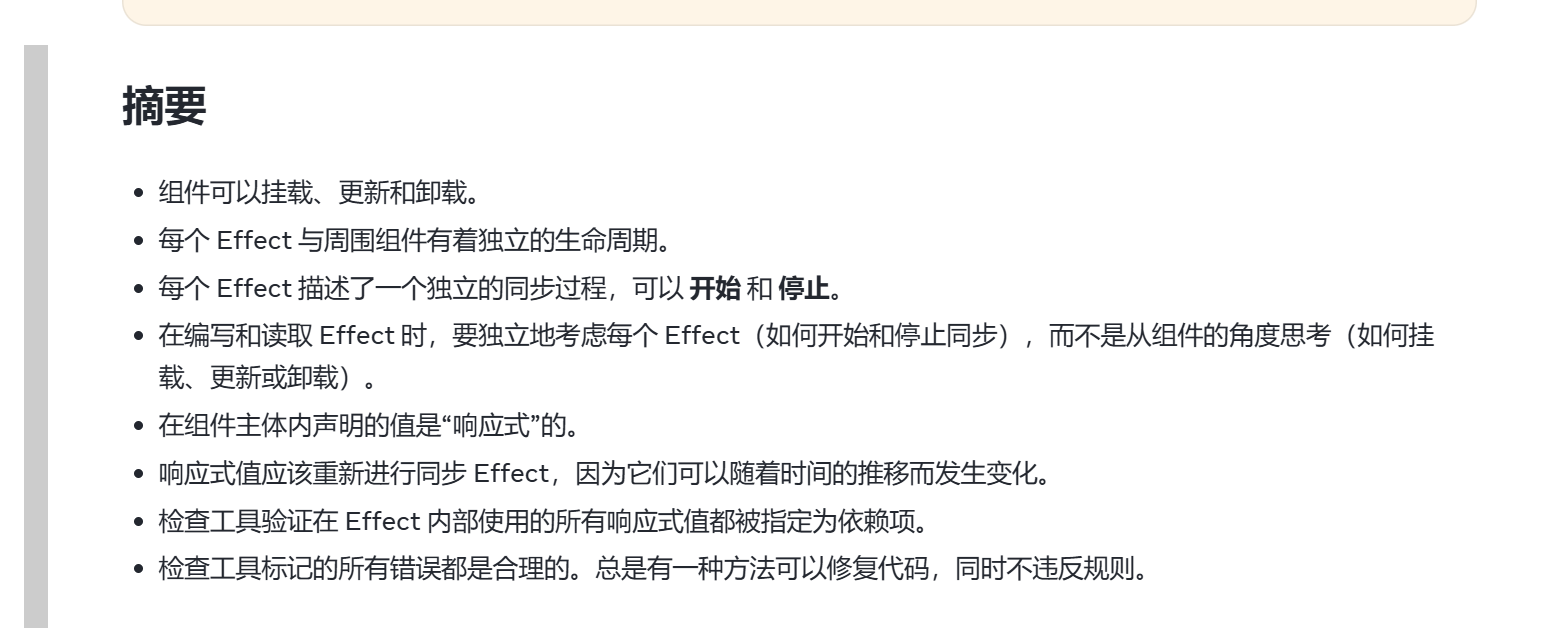 摘要
组件可以挂载、更新和卸载。
每个 Effect 与周围组件有着独立的生命周期。
每个 Effect 描述了一个独立的同步过程，可以 开始 和 停止。
在编写和读取 Effect 时，要独立地考虑每个 Effect（如何开始和停止同步），而不是从组件的角度思考（如何挂
载、更新或卸载）。
在组件主体内声明的值是“响应式”的。
响应式值应该重新进行同步 Effect，因为它们可以随着时间的推移而发生变化。
检查工具验证在 Effect 内部使用的所有响应式值都被指定为依赖项。
检查工具标记的所有错误都是合理的。总是有一种方法可以修复代码，同时不违反规则。